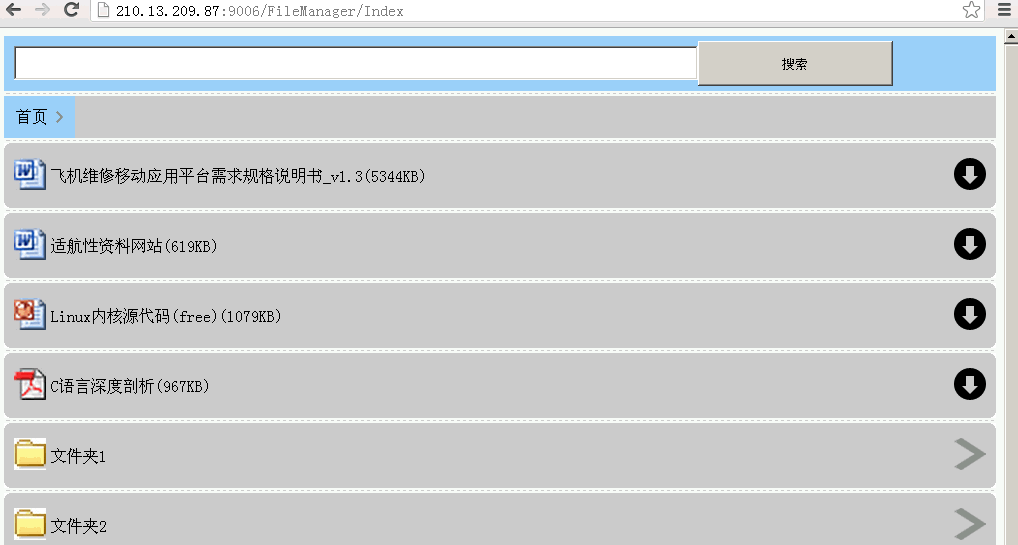 210.13.209.87:9006/FileManager/Index
搜索
首页
飞机维修移动应用平台需求规格说明书_v1.3(5344KB)
适航性资料网站(619KB)
Linux内核源代码(free)(1079KB)
C语言深度剖析(967KB)
文件夹1
文件夹2